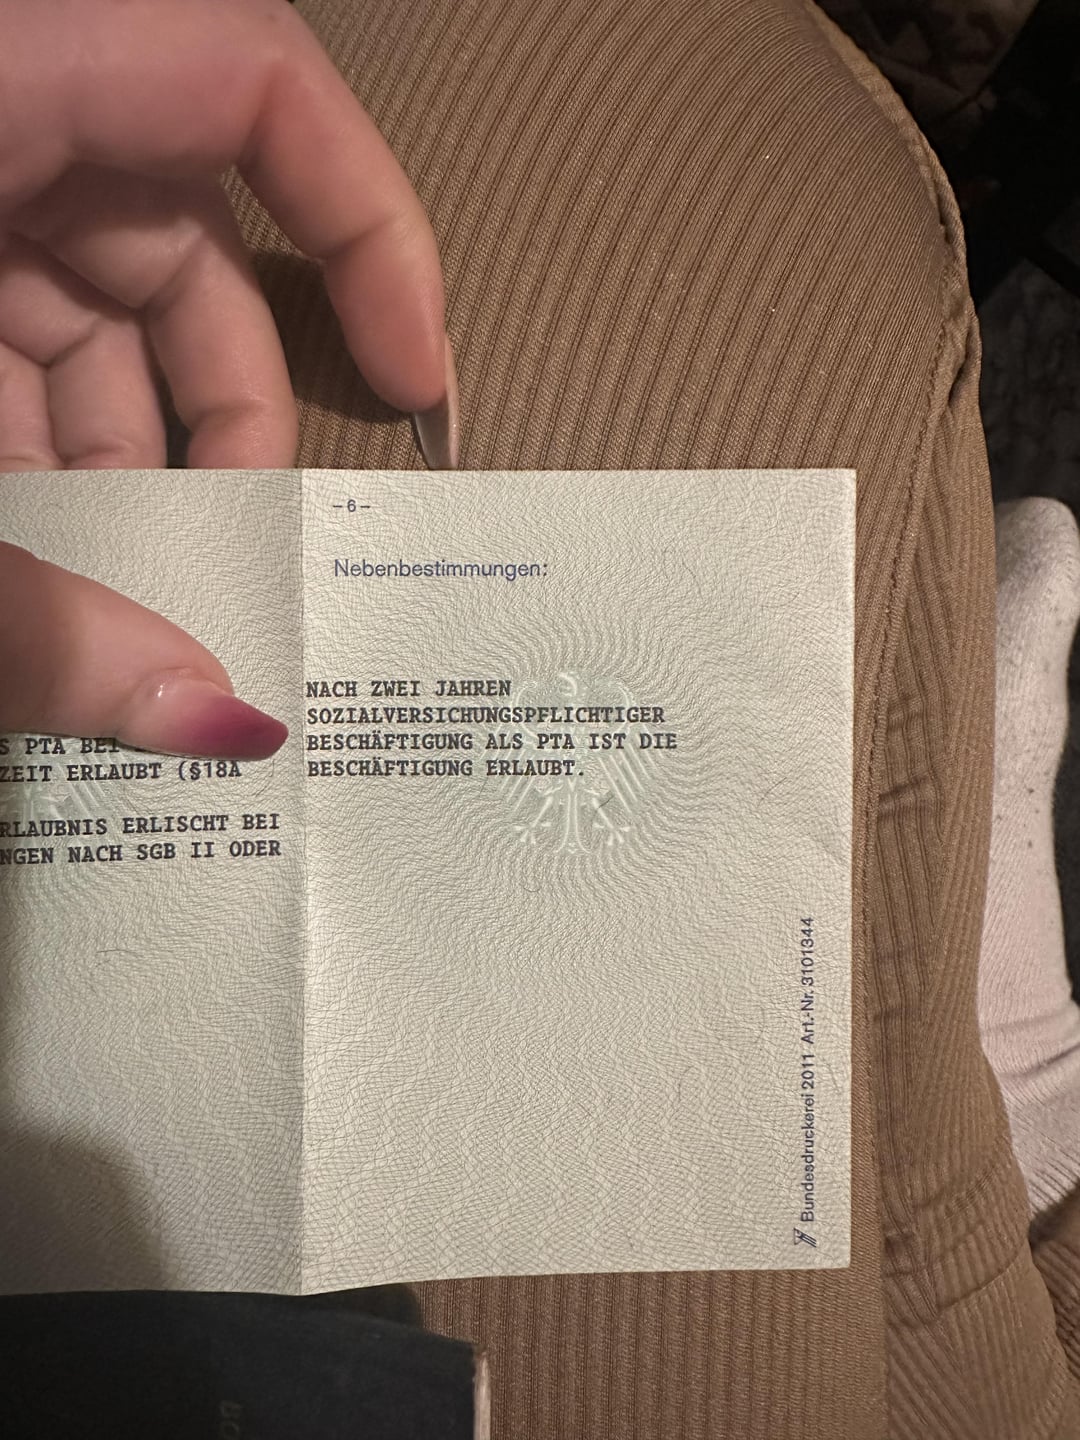 S PTA BEI
ZEIT ERLAUBT (§18A
RLAUBNIS ERLISCHT BEI
NGEN NACH SGB II ODER
– 6 –
Nebenbestimmungen:
NACH ZWEI JAHREN
SOZIALVERSICHUNGSPFLICHTIGER
BESCHÄFTIGUNG ALS PTA IST DIE
BESCHÄFTIGUNG ERLAUBT.
Bundesdruckerei 2011 Art.-Nr. 3101344